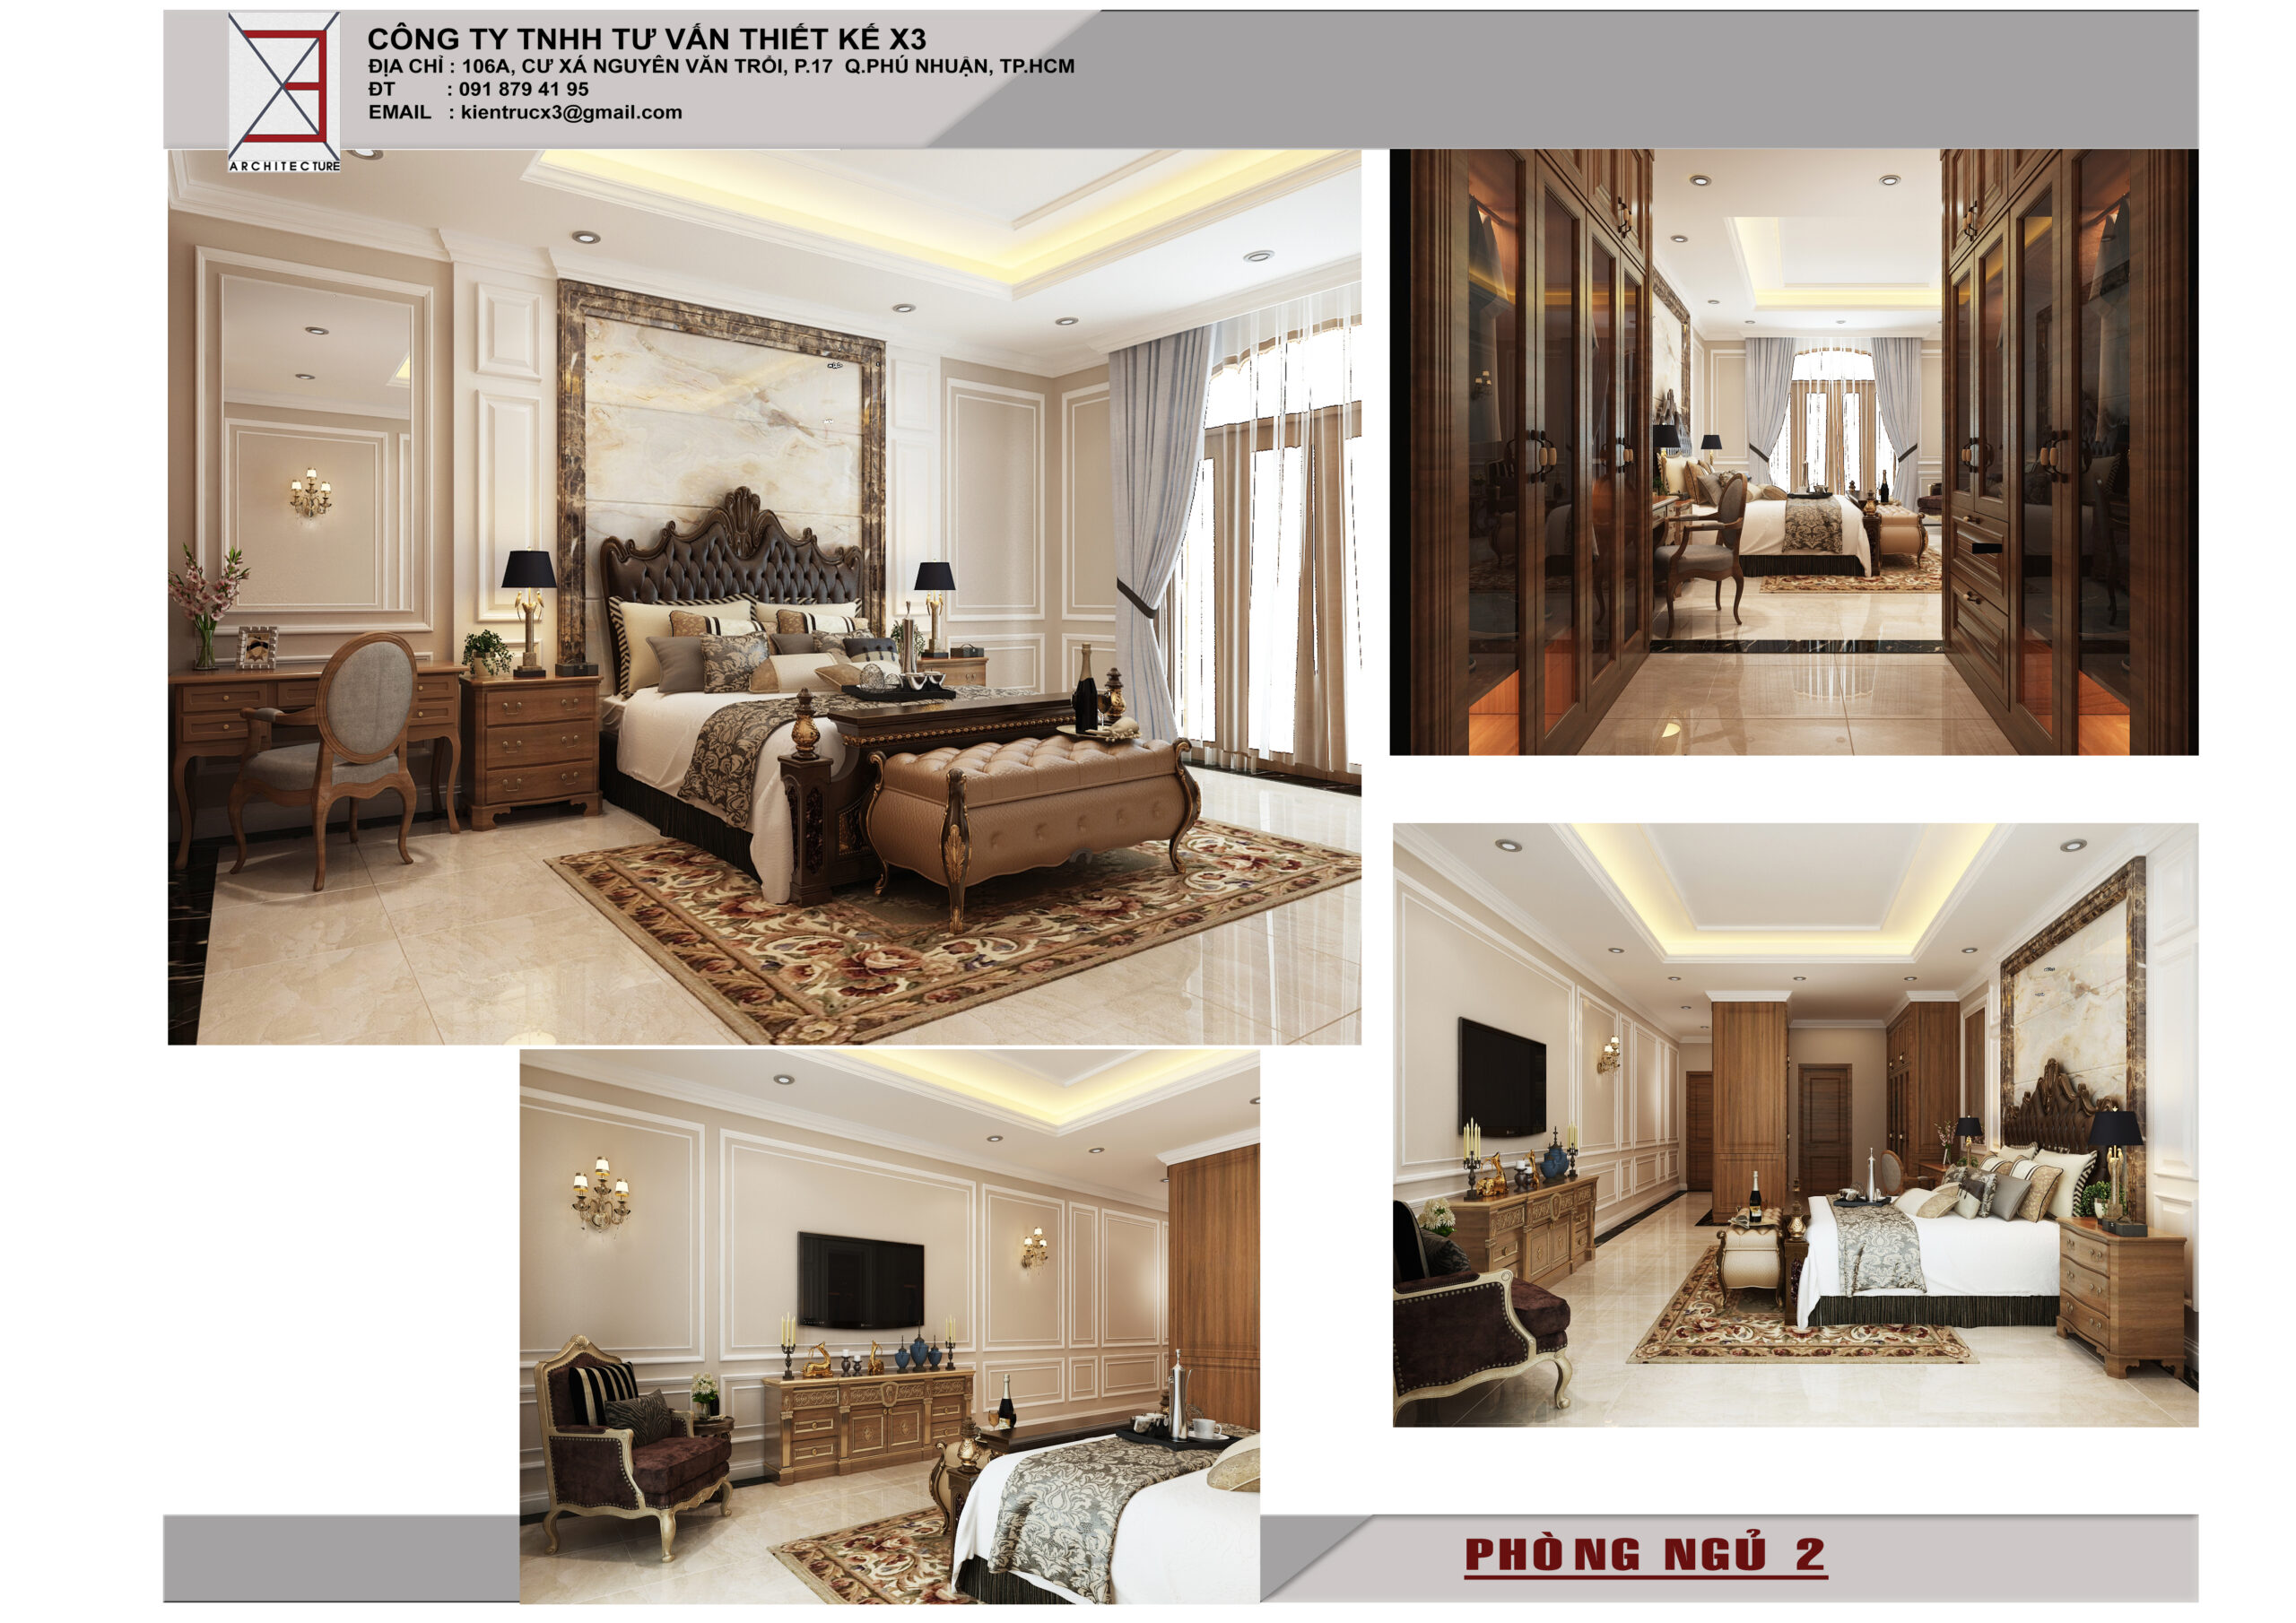 CÔNG TY TNHH TƯ VẤN THIẾT KẾ X3
ĐỊA CHỈ : 106A, CƯ XÁ NGUYỄN VĂN TRỖI, P.17 Q.PHÚ NHUẬN, TP.HCM
ĐT : 091 879 41 95
EMAIL : kientrucx3@gmail.com
ARCHITECTURE
PHÒNG NGỦ 2